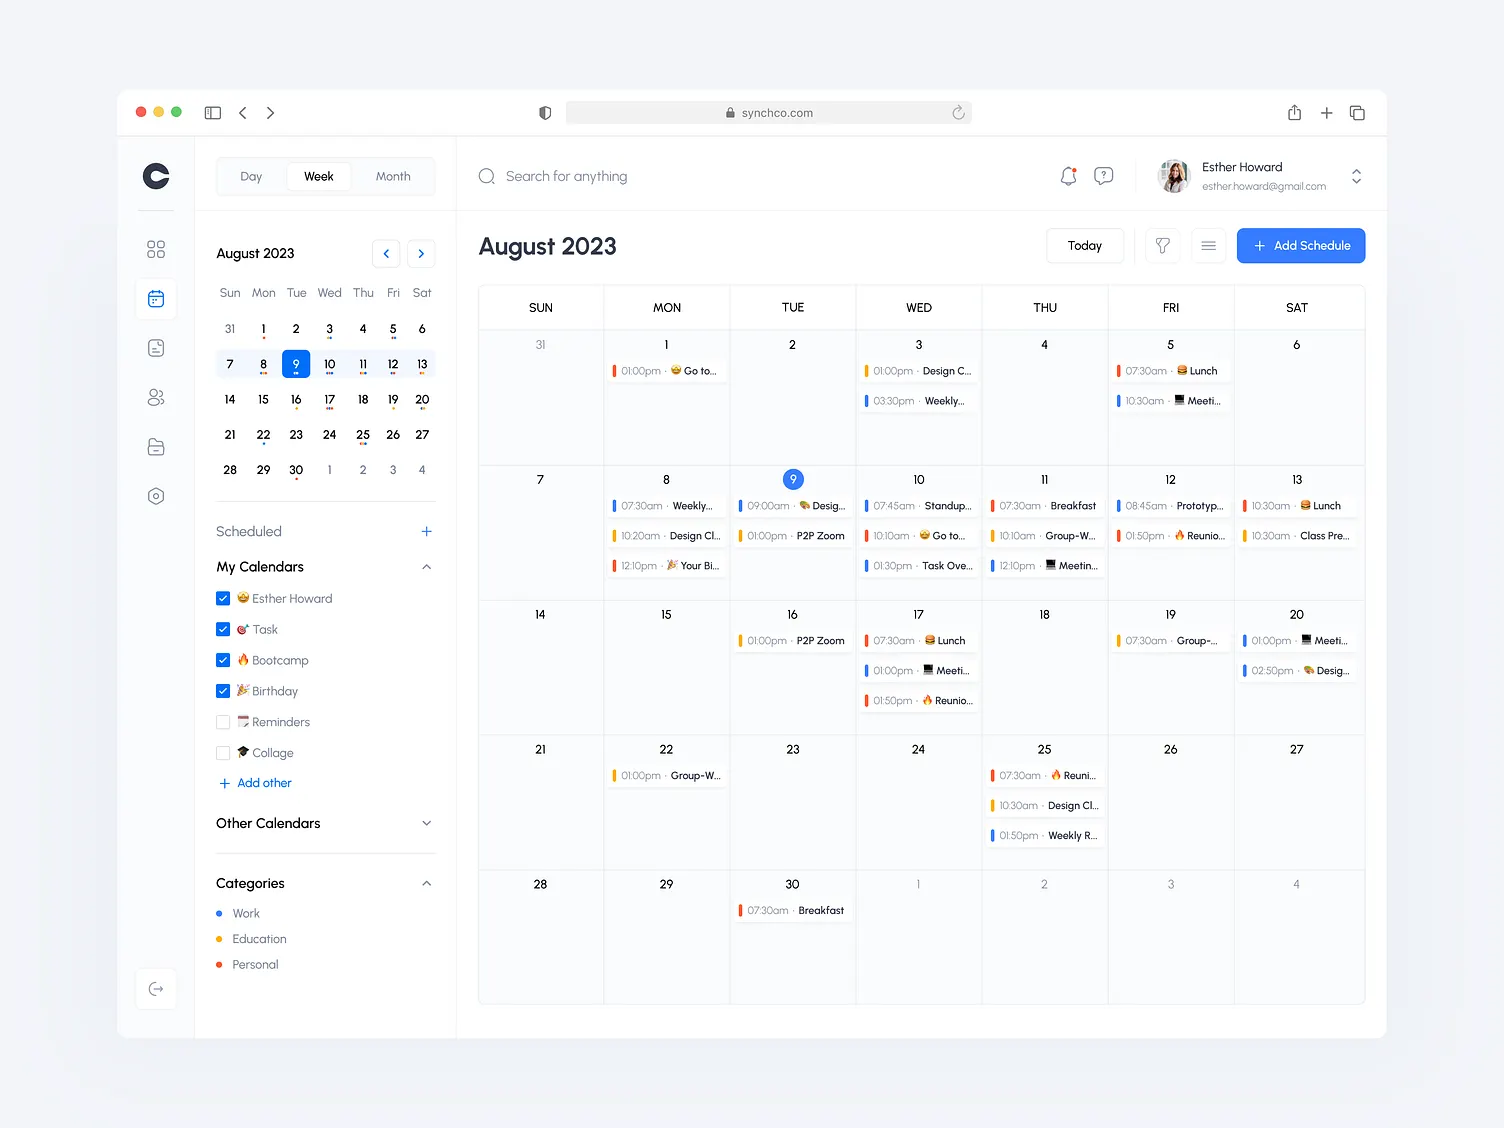 synchco.com
Day Week Month
Search for anything
Esther Howard
esther.howard@gmail.com
August 2023
Sun Mon Tue Wed Thu Fri Sat
31 1 2 3 4 5 6
7 8 9 10 11 12 13
14 15 16 17 18 19 20
21 22 23 24 25 26 27
28 29 30 1 2 3 4
Scheduled
My Calendars
Esther Howard
Task
Bootcamp
Birthday
Reminders
Collage
Add other
Other Calendars
Categories
Work
Education
Personal
August 2023
Today
Add Schedule
SUN MON TUE WED THU FRI SAT
31 1 2 3 4 5 6
01:00pm · 🤩 Go to... 01:00pm · Design C... 07:30am · 🍔 Lunch
03:30pm · Weekly... 10:30am · Meeti...
7 8 9 10 11 12 13
07:30am · Weekly... 09:00am · 🎨 Desig... 07:45am · Standup... 07:30am · Breakfast 08:45am · Prototyp... 10:30am · 🍔 Lunch
10:20am · Design Cl... 01:00pm · P2P Zoom 10:10am · 🤩 Go to... 10:10am · Group-W... 01:50pm · 🔥 Reunio... 10:30am · Class Pre...
12:10pm · 🎉 Your Bi... 01:30pm · Task Ove... 12:10pm · Meetin...
14 15 16 17 18 19 20
01:00pm · P2P Zoom 07:30am · 🍔 Lunch 07:30am · Group-... 01:00pm · Meeti...
01:00pm · Meeti... 02:50pm · 🎨 Desig...
01:50pm · 🔥 Reunio...
21 22 23 24 25 26 27
01:00pm · Group-W... 07:30am · 🔥 Reuni...
10:30am · Design Cl...
01:50pm · Weekly R...
28 29 30 1 2 3 4
07:30am · Breakfast